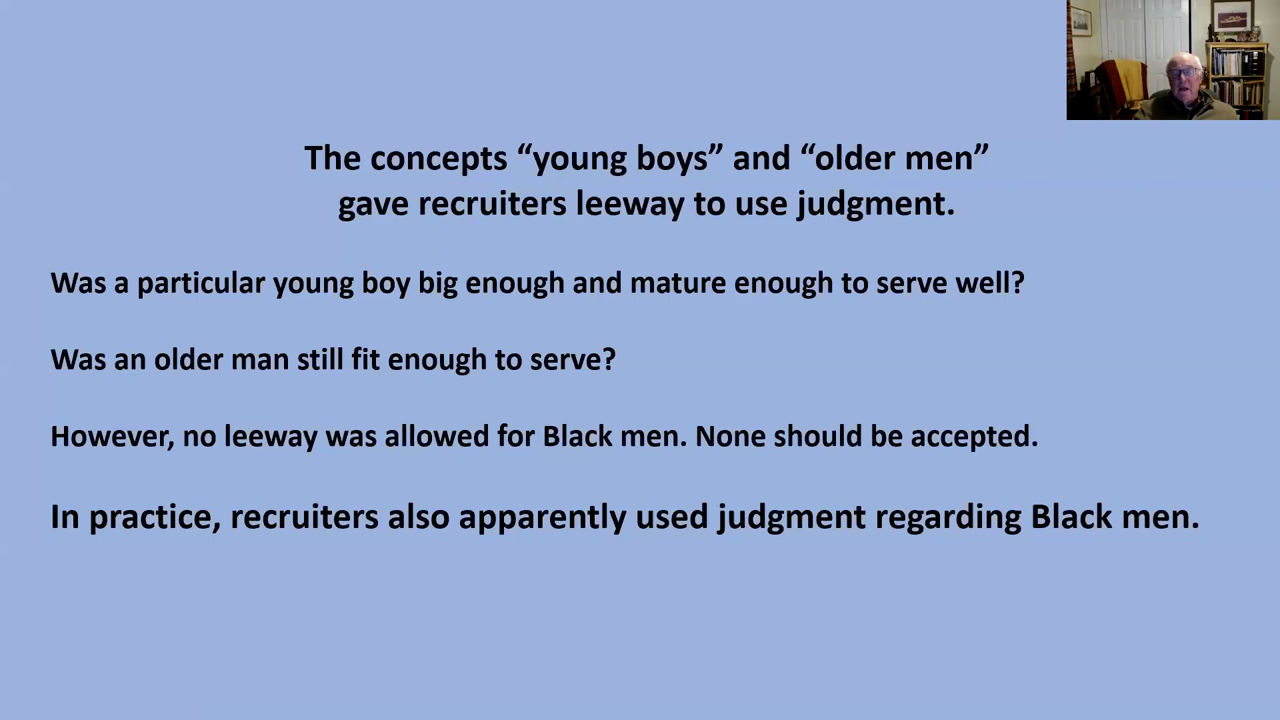 The concepts “young boys” and “older men”
gave recruiters leeway to use judgment.
Was a particular young boy big enough and mature enough to serve well?
Was an older man still fit enough to serve?
However, no leeway was allowed for Black men. None should be accepted.
In practice, recruiters also apparently used judgment regarding Black men.